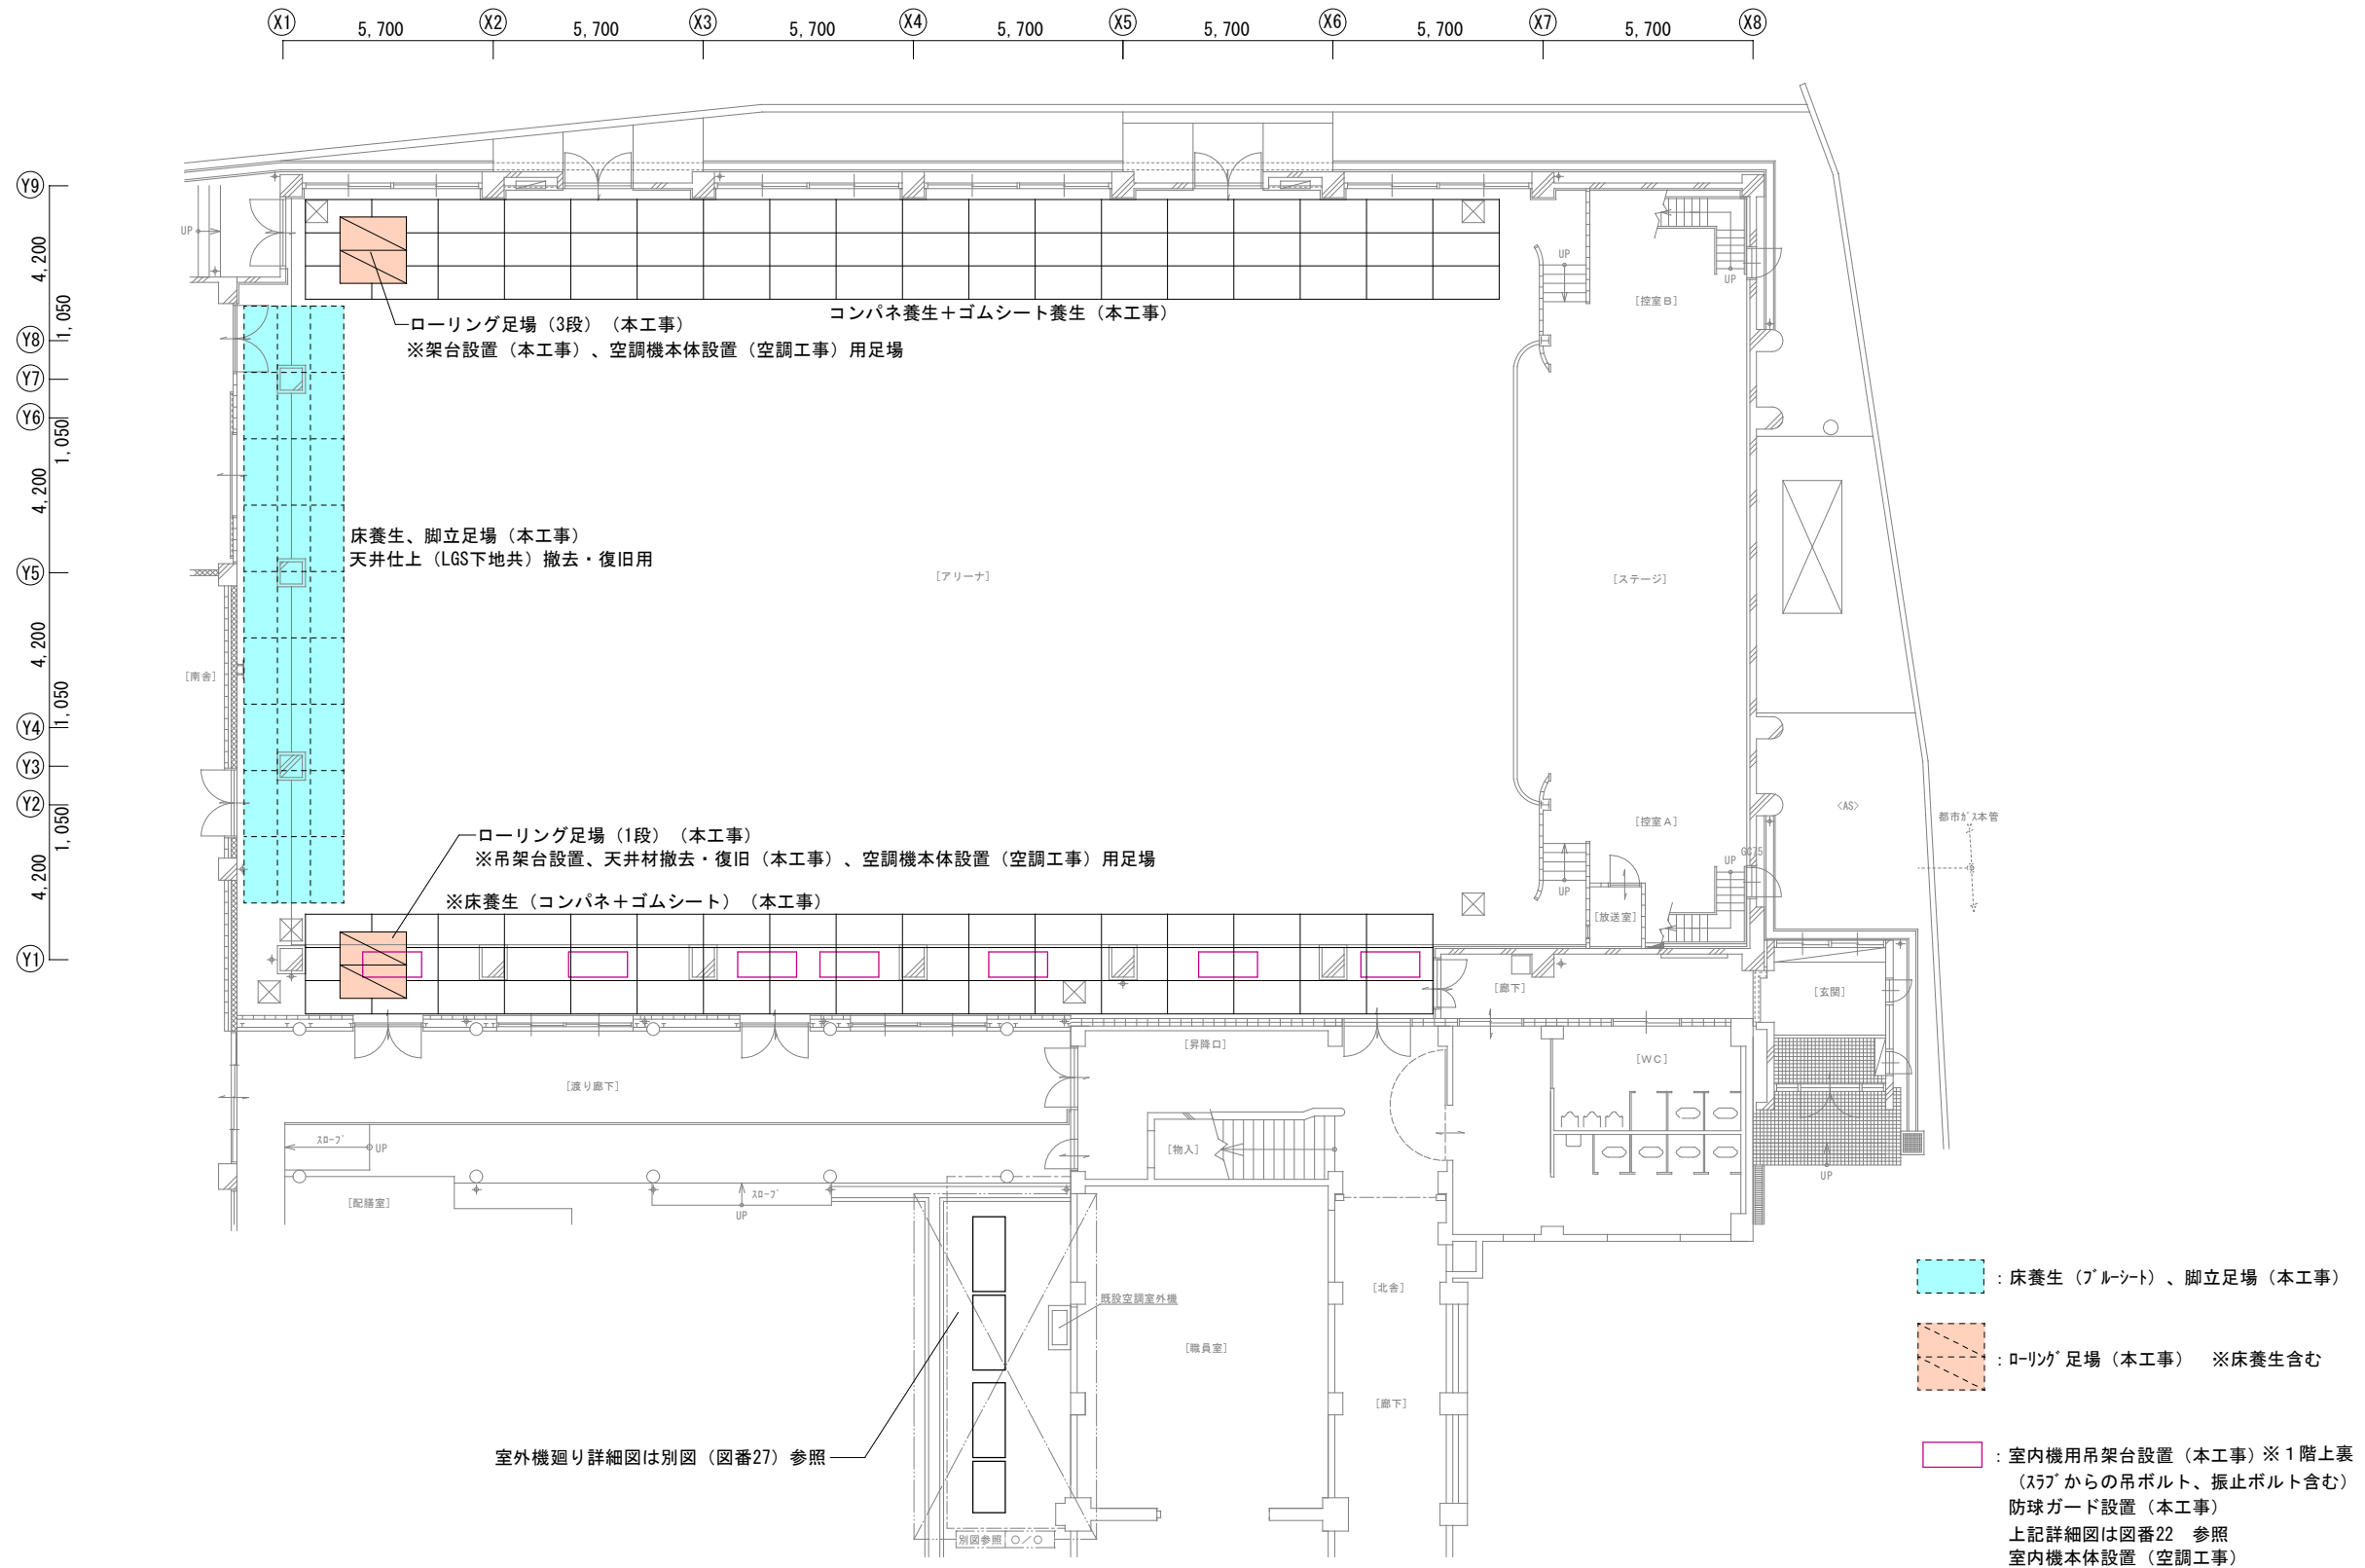 X1 X2 X3 X4 X5 X6 X7 X8
5,700 5,700 5,700 5,700 5,700 5,700 5,700
Y9
4,200
1,050
Y8
Y7
Y6
1,050
4,200
Y5
4,200
1,050
Y4
Y3
Y2
1,050
4,200
Y1
UP
UP
UP
[控室B]
コンパネ養生＋ゴムシート養生（本工事）
ローリング足場（3段）（本工事）
※架台設置（本工事）、空調機本体設置（空調工事）用足場
床養生、脚立足場（本工事）
天井仕上（LGS下地共）撤去・復旧用
[アリーナ]
[ステージ]
[南舎]
<AS>
都市ｶﾞｽ本管
[控室A]
ローリング足場（1段）（本工事）
※吊架台設置、天井材撤去・復旧（本工事）、空調機本体設置（空調工事）用足場
GC75
UP
UP
※床養生（コンパネ＋ゴムシート）（本工事）
[放送室]
[廊下]
[玄関]
[昇降口]
[WC]
[渡り廊下]
ｽﾛｰﾌﾟ
UP
[物入]
UP
[配膳室]
ｽﾛｰﾌﾟ
UP
[北舎]
既設空調室外機
[職員室]
[廊下]
室外機廻り詳細図は別図（図番27）参照
別図参照 ○／○
：床養生（ﾌﾞﾙｰｼｰﾄ）、脚立足場（本工事）
：ﾛｰﾘﾝｸﾞ足場（本工事）　※床養生含む
：室内機用吊架台設置（本工事）※１階上裏
（ｽﾗﾌﾞからの吊ボルト、振止ボルト含む）
防球ガード設置（本工事）
上記詳細図は図番22　参照
室内機本体設置（空調工事）